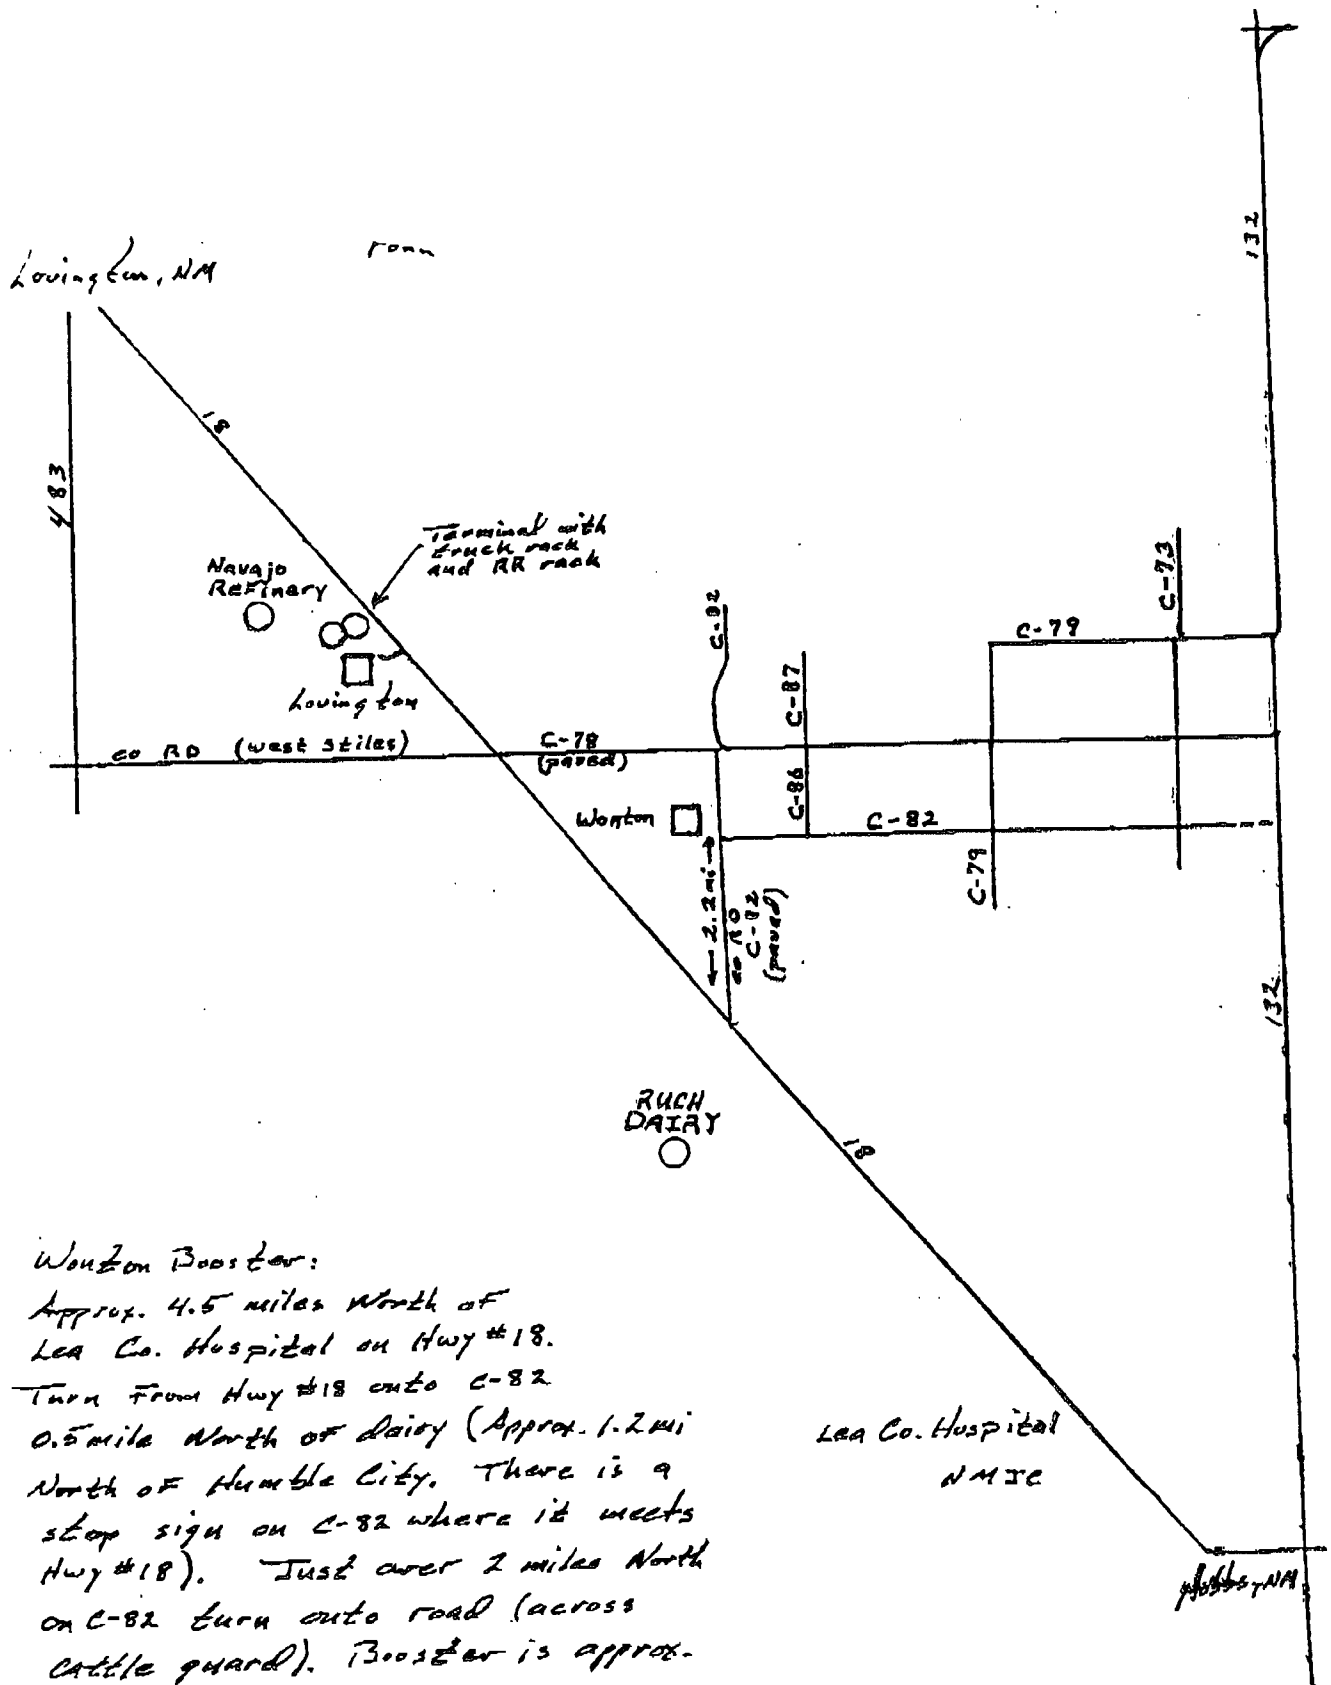 132
Lovington, NM
18
483
Terminal with
truck rack
and RR rack
Navajo
Refinery
Lovington
C-82
C-87
C-73
C-79
co RD (west stiles)
C-78
(paved)
Wonton
C-86
C-82
C-79
← 2.2 mi →
co RD
C-82
(paved)
132
RUCH
DAIRY
18
Wonton Booster:
Approx. 4.5 miles North of
Lea Co. Hospital on Hwy #18.
Turn From Hwy #18 onto C-82
0.5 mile North of dairy (Approx. 1.2 mi
North of Humble City. There is a
stop sign on C-82 where it meets
Hwy #18). Just over 2 miles North
on C-82 turn onto road (across
cattle guard). Booster is approx.
Lea Co. Hospital
Hobbs, NM